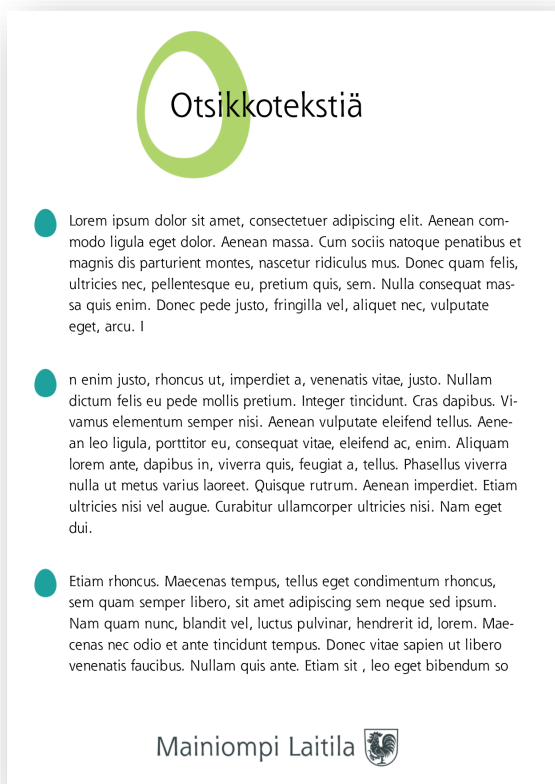 Otsikkotekstiä
Lorem ipsum dolor sit amet, consectetuer adipiscing elit. Aenean com-
modo ligula eget dolor. Aenean massa. Cum sociis natoque penatibus et
magnis dis parturient montes, nascetur ridiculus mus. Donec quam felis,
ultricies nec, pellentesque eu, pretium quis, sem. Nulla consequat mas-
sa quis enim. Donec pede justo, fringilla vel, aliquet nec, vulputate
eget, arcu. I
n enim justo, rhoncus ut, imperdiet a, venenatis vitae, justo. Nullam
dictum felis eu pede mollis pretium. Integer tincidunt. Cras dapibus. Vi-
vamus elementum semper nisi. Aenean vulputate eleifend tellus. Aene-
an leo ligula, porttitor eu, consequat vitae, eleifend ac, enim. Aliquam
lorem ante, dapibus in, viverra quis, feugiat a, tellus. Phasellus viverra
nulla ut metus varius laoreet. Quisque rutrum. Aenean imperdiet. Etiam
ultricies nisi vel augue. Curabitur ullamcorper ultricies nisi. Nam eget
dui.
Etiam rhoncus. Maecenas tempus, tellus eget condimentum rhoncus,
sem quam semper libero, sit amet adipiscing sem neque sed ipsum.
Nam quam nunc, blandit vel, luctus pulvinar, hendrerit id, lorem. Mae-
cenas nec odio et ante tincidunt tempus. Donec vitae sapien ut libero
venenatis faucibus. Nullam quis ante. Etiam sit , leo eget bibendum so
Mainiompi Laitila